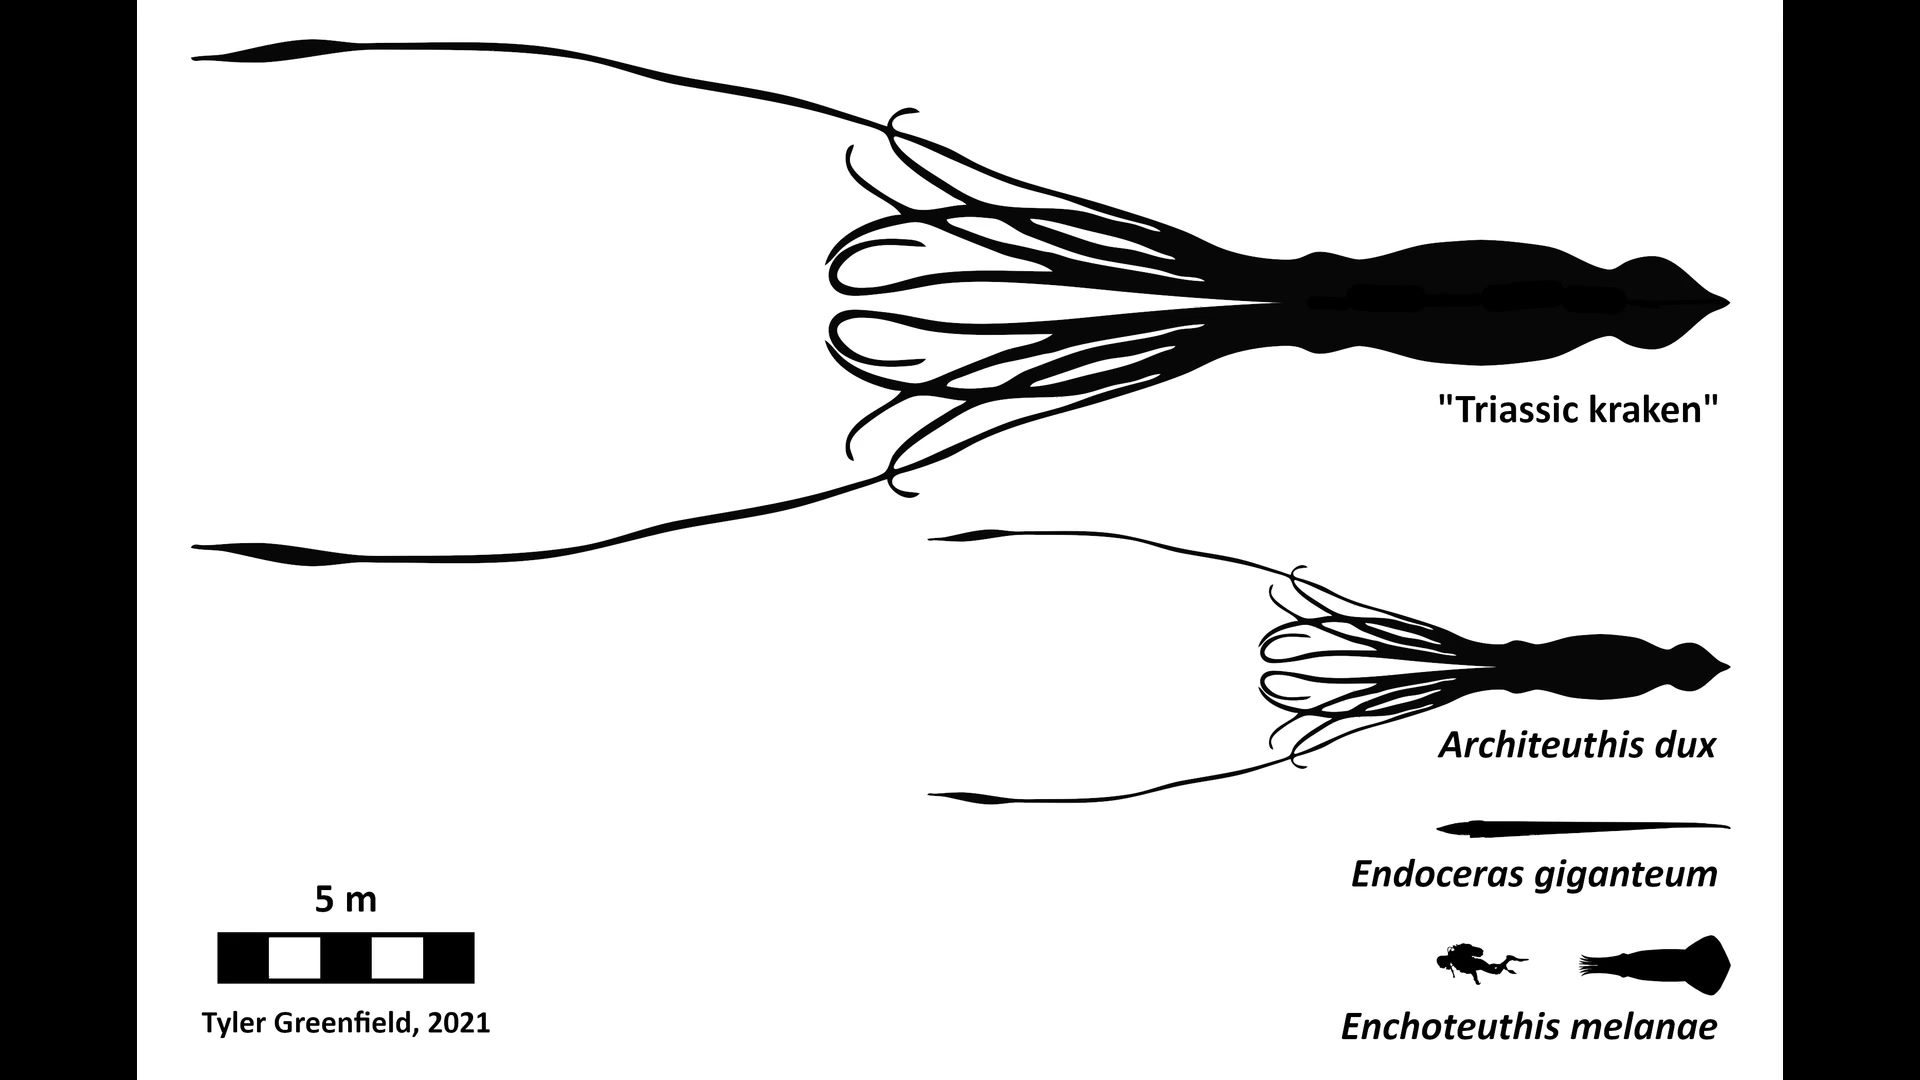 "Triassic kraken"
Architeuthis dux
Endoceras giganteum
5 m
Enchoteuthis melanae
Tyler Greenfield, 2021